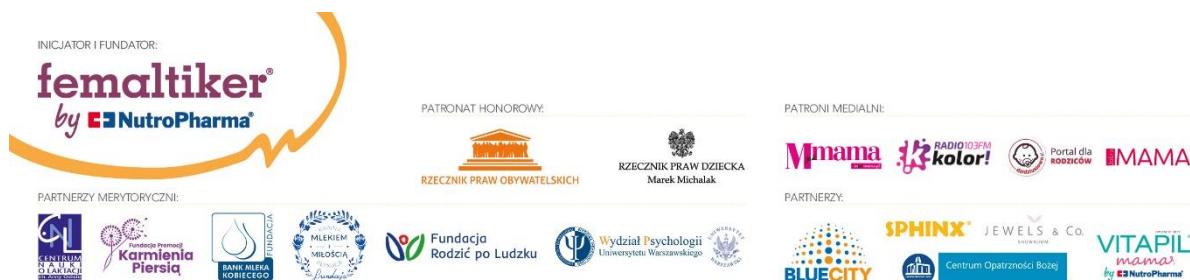 INICJATOR I FUNDATOR:
femaltiker®
by NutroPharma®
PATRONAT HONOROWY:
RZECZNIK PRAW OBYWATELSKICH
RZECZNIK PRAW DZIECKA
Marek Michalak
PATRONI MEDIALNI:
M jak mama
RADIO 103FM
kolor!
Portal dla
RODZICÓW
MAMA
PARTNERZY MERYTORYCZNI:
CNL
CENTRUM
NAUKI
O LAKTACJI
Fundacja Promocji
Karmienia
Piersią
BANK MLEKA
KOBIECEGO
FUNDACJA
MLEKIEM
MIŁOŚCIĄ
Fundacja
Fundacja
Rodzić po Ludzku
Wydział Psychologii
Uniwersytetu Warszawskiego
PARTNERZY:
BLUECITY
SPHINX®
JEWELS & Co.
Centrum Opatrzności Bożej
VITAPIL
mama
by NutroPharma